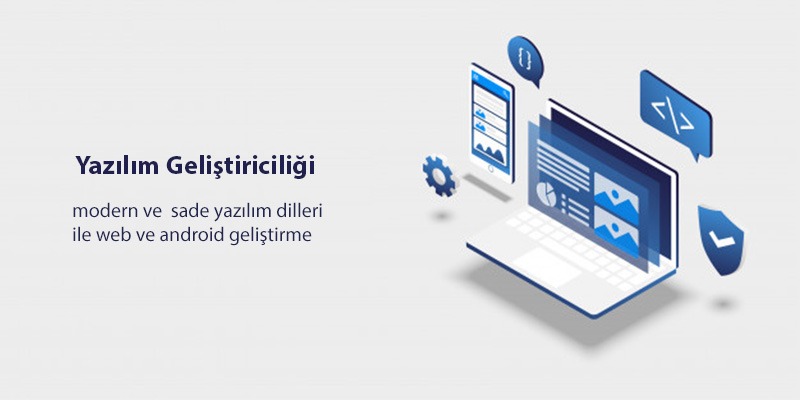 Yazılım Geliştiriciliği
modern ve  sade yazılım dilleri
ile web ve android geliştirme